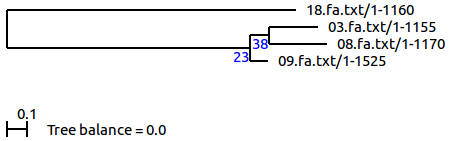 18.fa.txt/1-1160
03.fa.txt/1-1155
38
08.fa.txt/1-1170
23
09.fa.txt/1-1525
0.1
Tree balance = 0.0